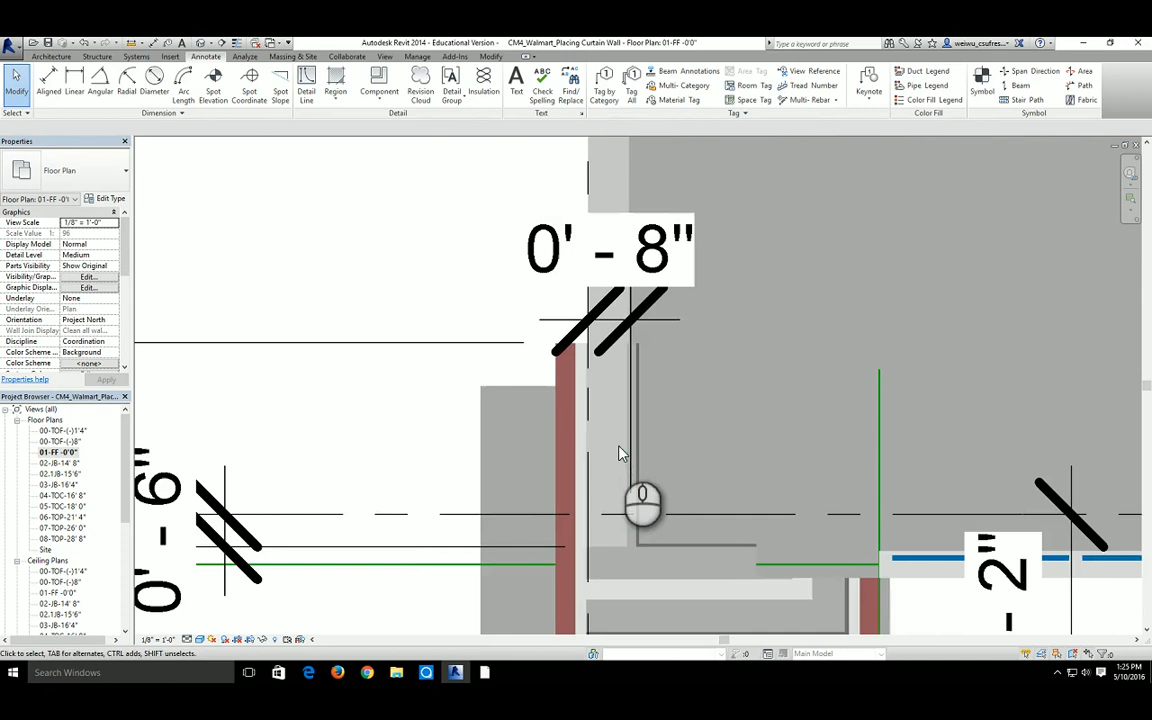 Autodesk Revit 2014 - Educational Version - CM4_Walmart_Placing Curtain Wall - Floor Plan: 01-FF -0'0"
Type a keyword or phrase
weiwu_csufres...
Architecture Structure Systems Insert Annotate Analyze Massing & Site Collaborate View Manage Add-Ins Modify
Modify Aligned Linear Angular Radial Diameter Arc Length Spot Elevation Spot Coordinate Spot Slope Detail Line Region Component Revision Cloud Detail Group Insulation Text Check Spelling Find/ Replace Tag by Category Tag All
Beam Annotations Area Tag View Reference
Multi- Category Room Tag Tread Number
Material Tag Space Tag Multi- Rebar
Keynote
Duct Legend
Pipe Legend
Color Fill Legend
Symbol
Span Direction Area
Beam Path
Stair Path Fabric
Select Dimension Detail Text Tag Color Fill Symbol
Properties
Floor Plan
Floor Plan: 01-FF -0'( Edit Type
Graphics
View Scale 1/8" = 1'-0"
Scale Value 1: 96
Display Model Normal
Detail Level Medium
Parts Visibility Show Original
Visibility/Grap... Edit...
Graphic Displa... Edit...
Underlay None
Underlay Orie... Plan
Orientation Project North
Wall Join Display Clean all wal...
Discipline Coordination
Color Scheme ... Background
Color Scheme <none>
Properties help Apply
Project Browser - CM4_Walmart_Plac...
Views (all)
Floor Plans
00-TOF-(-)1'4"
00-TOF-(-)8"
01-FF -0'0"
02-JB-14' 8"
02.1JB-15'6"
03-JB-16'4"
04-TOC-16' 8"
05-TOC-18' 0"
06-TOP-21' 4"
07-TOP-26' 0"
08-TOP-28' 0"
Site
Ceiling Plans
00-TOF-(-)1'4"
00-TOF-(-)8"
01-FF -0'0"
02-JB-14' 8"
02.1JB-15'6"
03-JB-16'4"
0' - 8"
0' - 6"
- 2"
1/8" = 1'-0"
Click to select, TAB for alternates, CTRL adds, SHIFT unselects.
:0
Main Model
:0
Search Windows
1:25 PM
5/10/2016